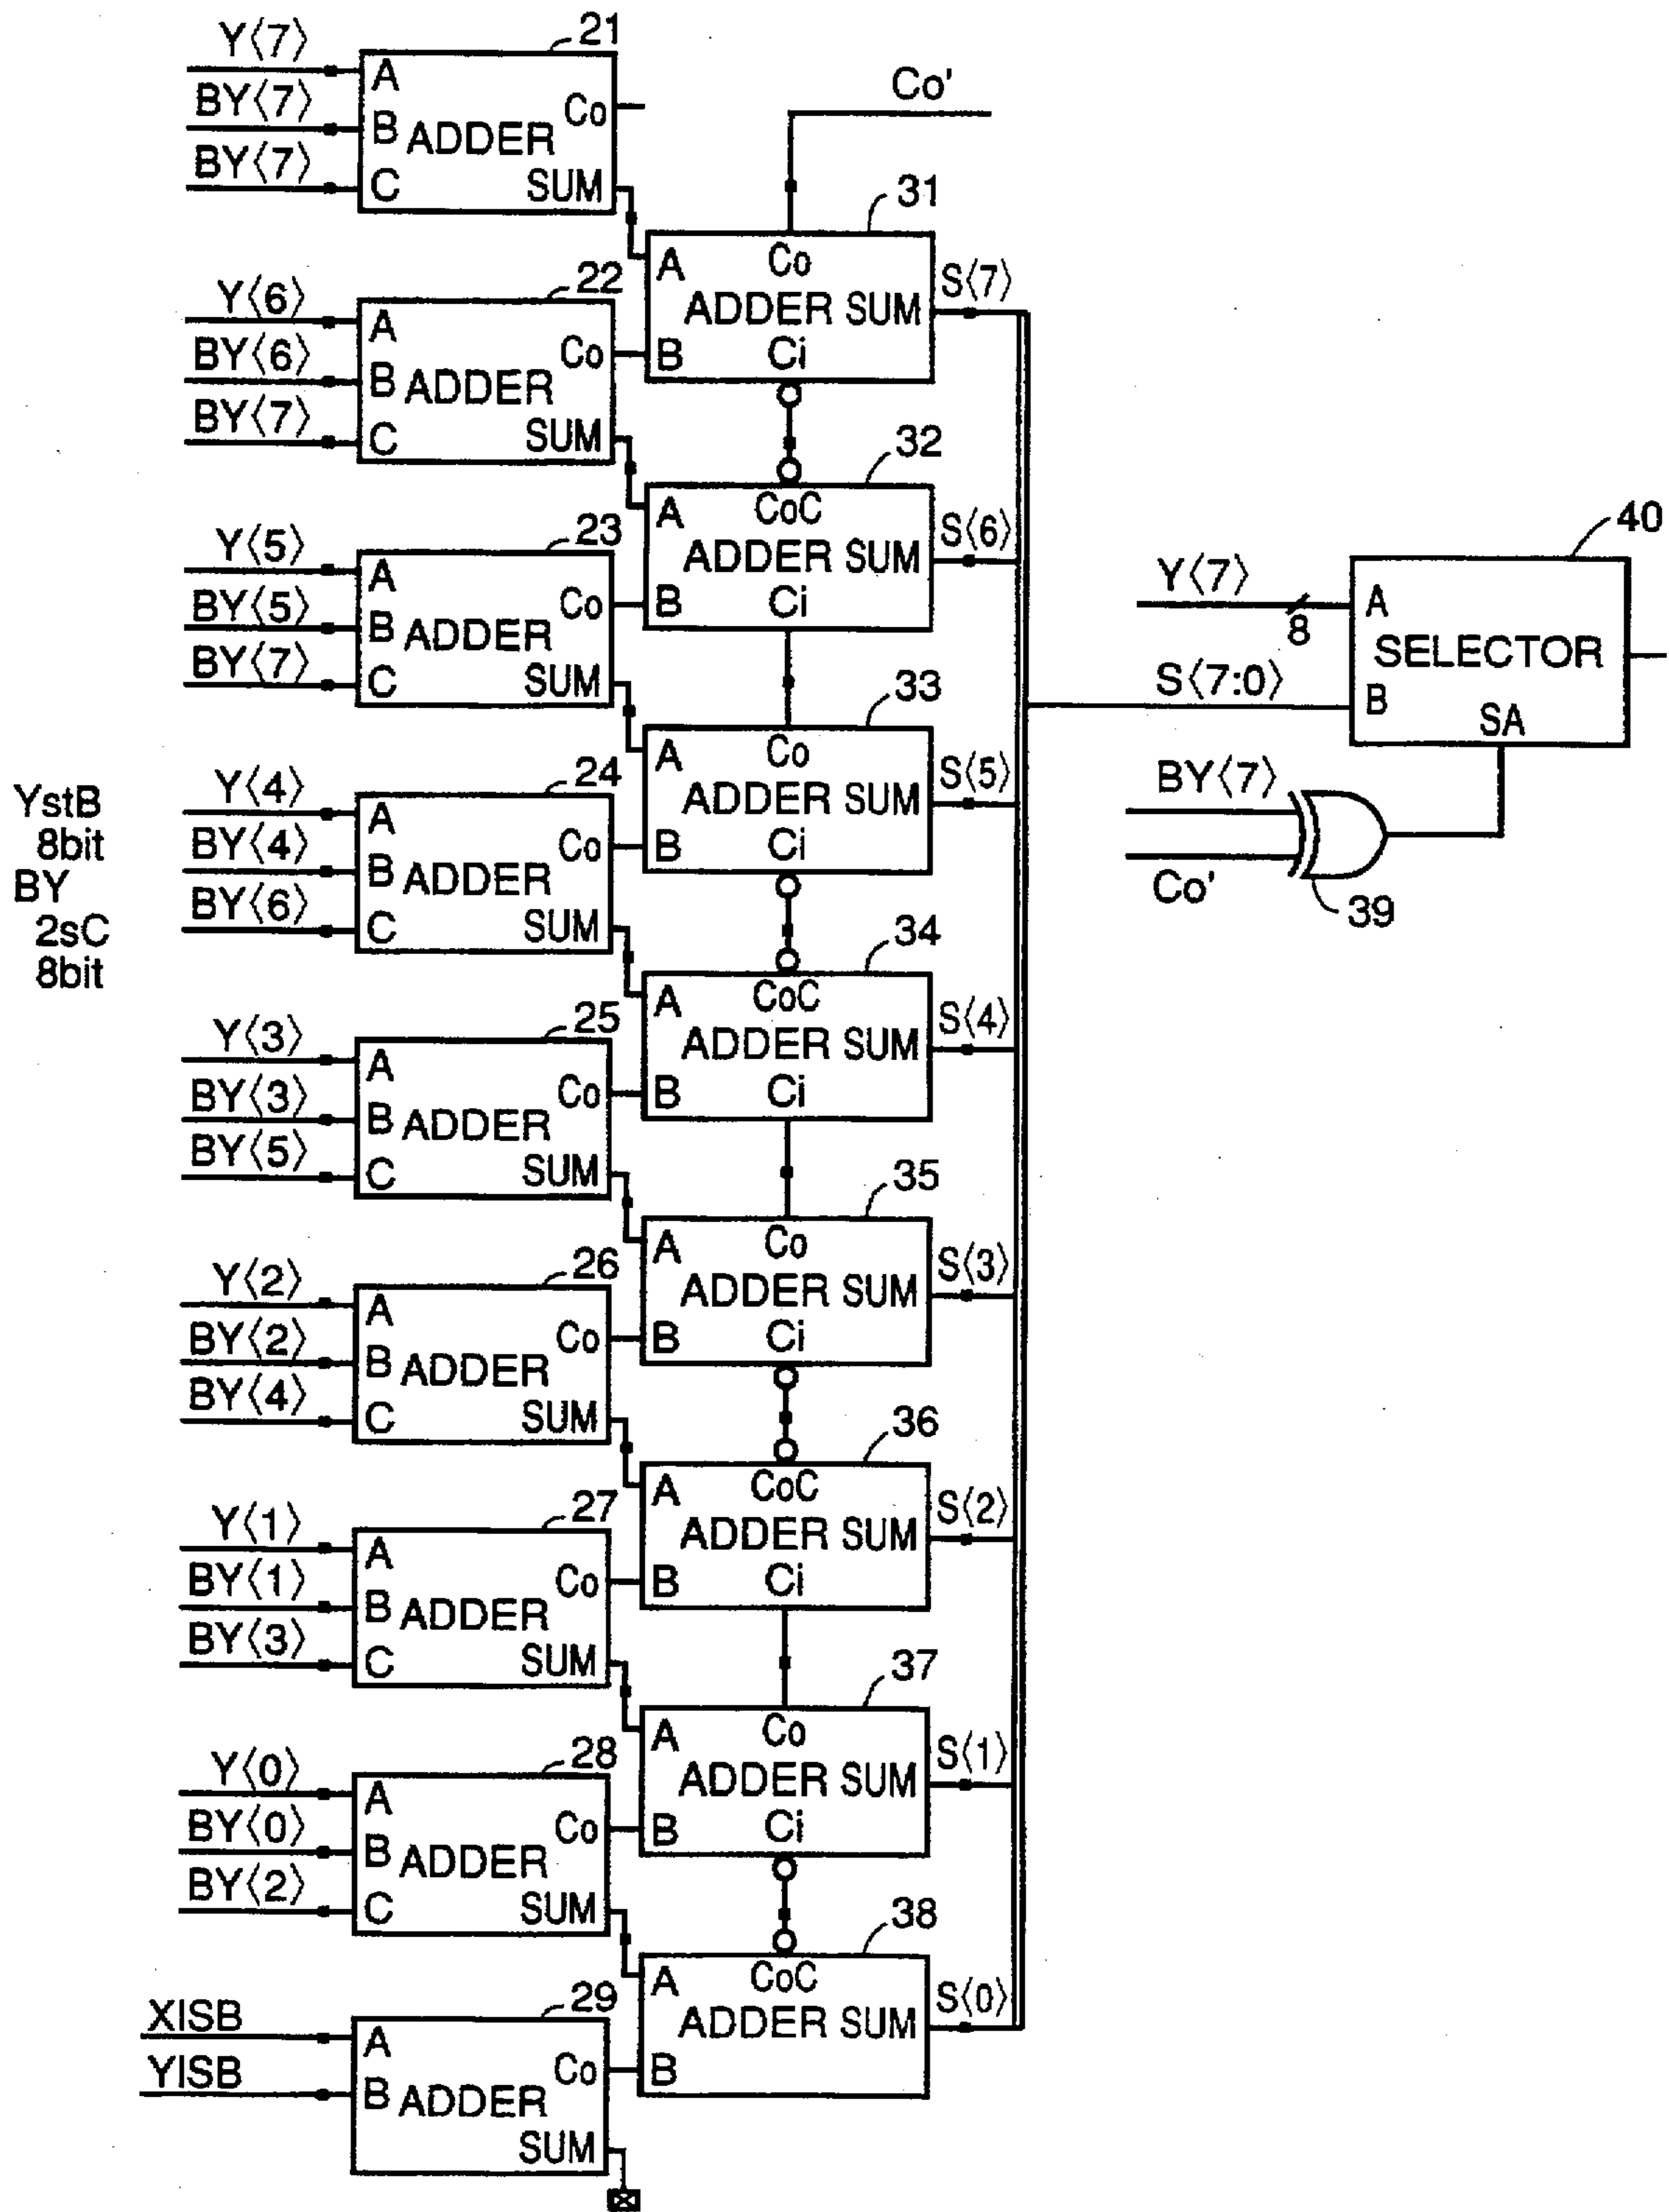 Y⟨7⟩
BY⟨7⟩
BY⟨7⟩
A
B
C
ADDER
Co
SUM
21
Co'
Y⟨6⟩
BY⟨6⟩
BY⟨7⟩
A
B
C
ADDER
Co
SUM
22
A
B
Co
ADDER SUM
Ci
31
S⟨7⟩
Y⟨5⟩
BY⟨5⟩
BY⟨7⟩
A
B
C
ADDER
Co
SUM
23
A
B
CoC
ADDER SUM
Ci
32
S⟨6⟩
YstB
8bit
BY
2sC
8bit
Y⟨4⟩
BY⟨4⟩
BY⟨6⟩
A
B
C
ADDER
Co
SUM
24
A
B
Co
ADDER SUM
Ci
33
S⟨5⟩
Y⟨3⟩
BY⟨3⟩
BY⟨5⟩
A
B
C
ADDER
Co
SUM
25
A
B
CoC
ADDER SUM
Ci
34
S⟨4⟩
Y⟨2⟩
BY⟨2⟩
BY⟨4⟩
A
B
C
ADDER
Co
SUM
26
A
B
Co
ADDER SUM
Ci
35
S⟨3⟩
Y⟨1⟩
BY⟨1⟩
BY⟨3⟩
A
B
C
ADDER
Co
SUM
27
A
B
CoC
ADDER SUM
Ci
36
S⟨2⟩
Y⟨0⟩
BY⟨0⟩
BY⟨2⟩
A
B
C
ADDER
Co
SUM
28
A
B
Co
ADDER SUM
Ci
37
S⟨1⟩
XISB
YISB
A
B
ADDER
Co
SUM
29
A
B
CoC
ADDER SUM
38
S⟨0⟩
Y⟨7⟩
8
S⟨7:0⟩
A
B
SELECTOR
SA
40
BY⟨7⟩
Co'
39